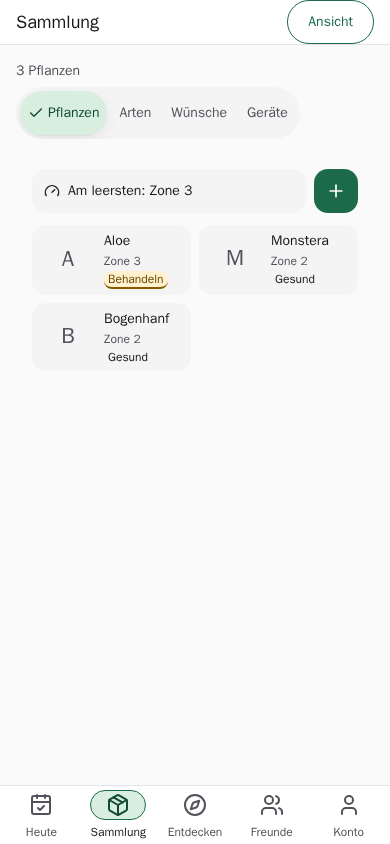 Sammlung
Ansicht
3 Pflanzen
Pflanzen
Arten
Wünsche
Geräte
Am leersten: Zone 3
A
Aloe
Zone 3
Behandeln
M
Monstera
Zone 2
Gesund
B
Bogenhanf
Zone 2
Gesund
Heute
Sammlung
Entdecken
Freunde
Konto